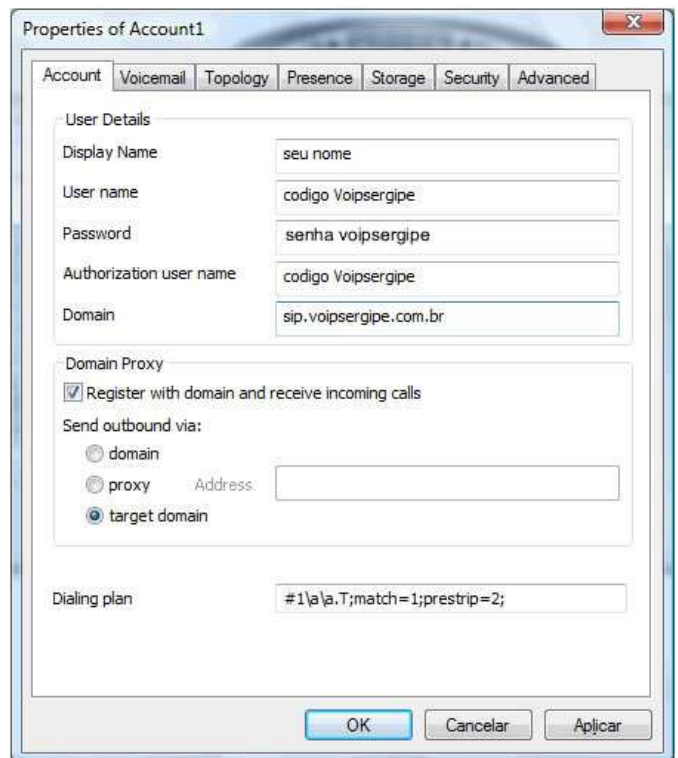 Properties of Account1
Account Voicemail Topology Presence Storage Security Advanced
User Details
Display Name seu nome
User name codigo Voipsergipe
Password senha voipsergipe
Authorization user name codigo Voipsergipe
Domain sip.voipsergipe.com.br
Domain Proxy
Register with domain and receive incoming calls
Send outbound via:
domain
proxy Address
target domain
Dialing plan #1\a\a.T;match=1;prestrip=2;
OK Cancelar Aplicar